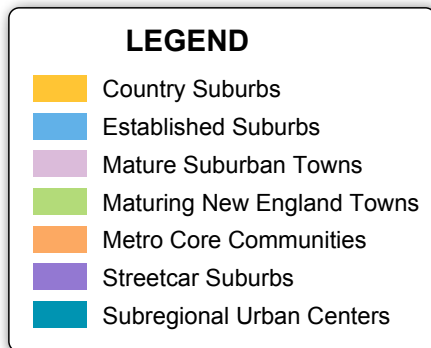 LEGEND
Country Suburbs
Established Suburbs
Mature Suburban Towns
Maturing New England Towns
Metro Core Communities
Streetcar Suburbs
Subregional Urban Centers